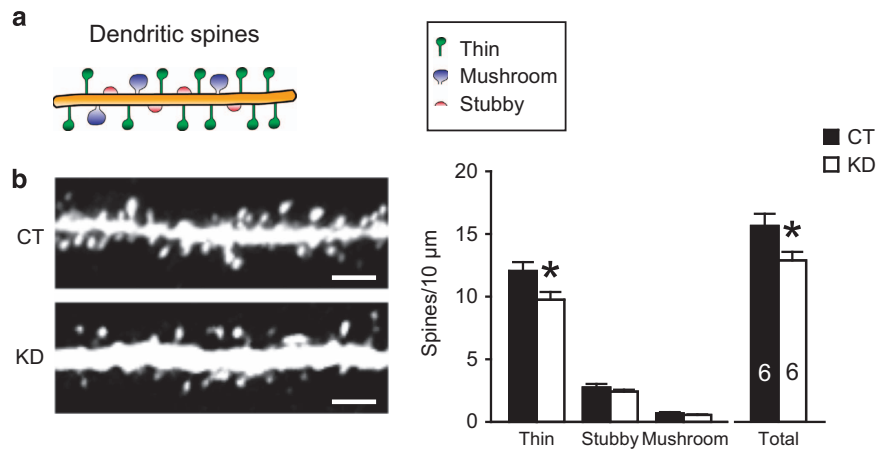 a
Dendritic spines
Thin
Mushroom
Stubby
b
CT
KD
CT
KD
Spines/10 μm
20
15
10
5
0
*
*
6
6
Thin
Stubby
Mushroom
Total